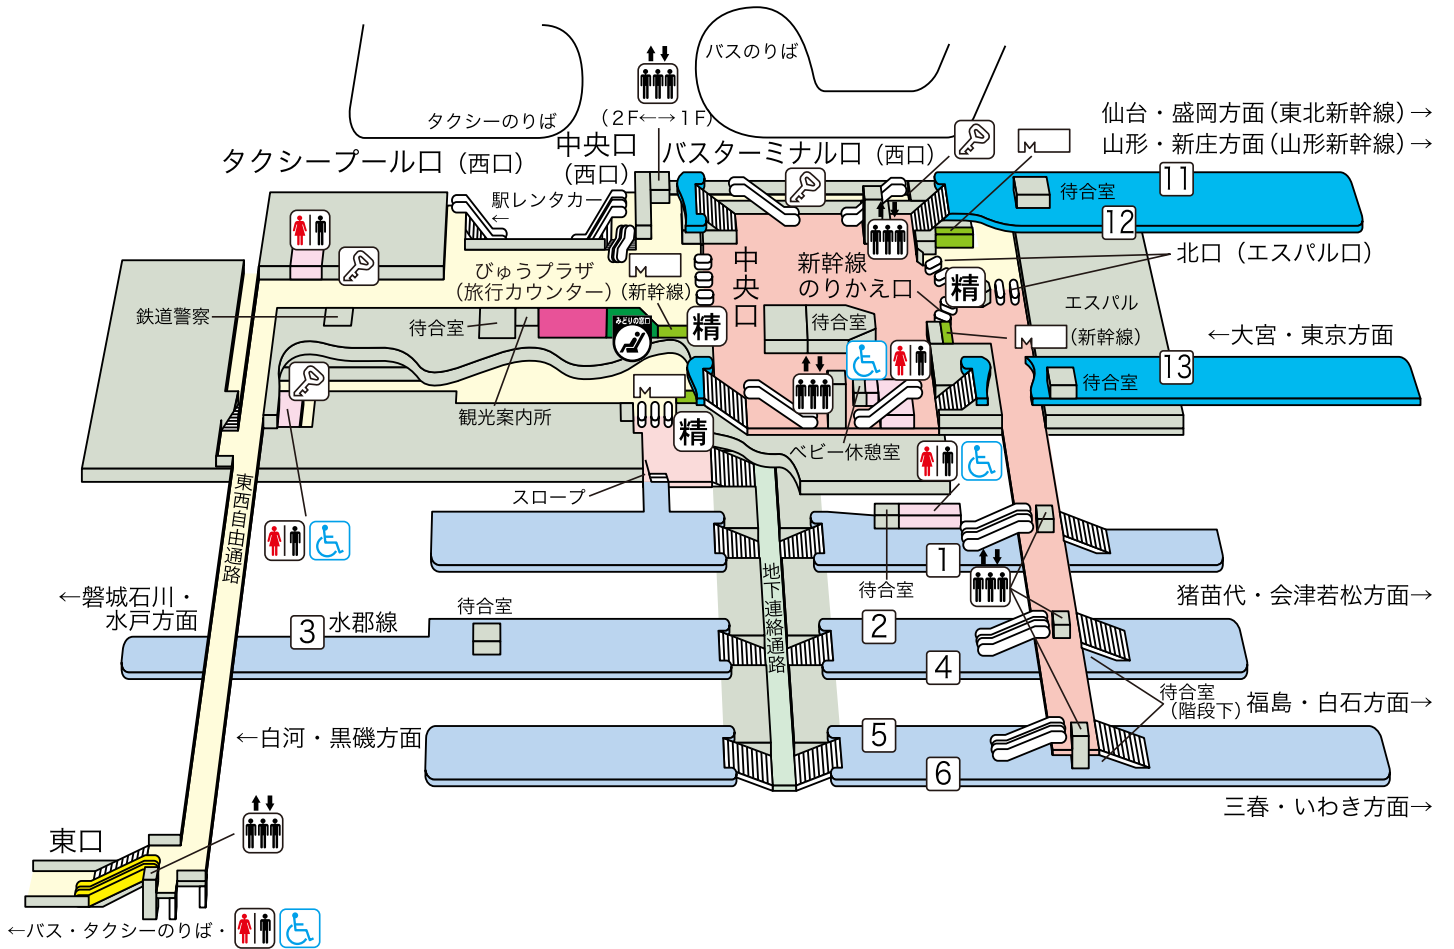 バスのりば
タクシーのりば
(2F←→1F)
仙台・盛岡方面(東北新幹線)→
山形・新庄方面(山形新幹線)→
タクシープール口(西口)
中央口
(西口)
バスターミナル口(西口)
M
11
待合室
12
駅レンタカー
←
北口(エスパル口)
びゅうプラザ
(旅行カウンター)
(新幹線)
M
中央口
新幹線
のりかえ口
精
エスパル
鉄道警察
待合室
みどりの窓口
精
待合室
M
(新幹線)
←大宮・東京方面
13
待合室
M
観光案内所
精
ベビー休憩室
スロープ
東西自由通路
1
待合室
地下連絡通路
←磐城石川・
水戸方面
3
水郡線
待合室
2
4
猪苗代・会津若松方面→
待合室
(階段下)
福島・白石方面→
←白河・黒磯方面
5
6
三春・いわき方面→
東口
←バス・タクシーのりば・